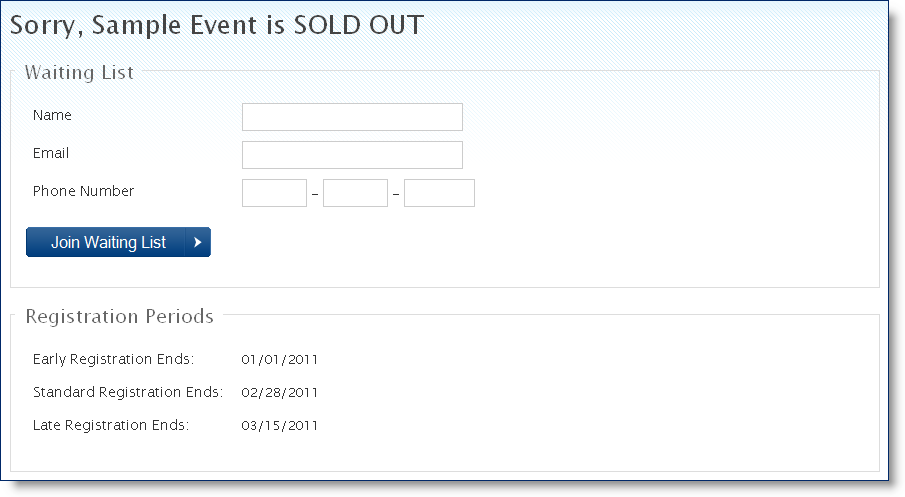 Sorry, Sample Event is SOLD OUT
Waiting List
Name
Email
Phone Number – –
Join Waiting List
Registration Periods
Early Registration Ends: 01/01/2011
Standard Registration Ends: 02/28/2011
Late Registration Ends: 03/15/2011